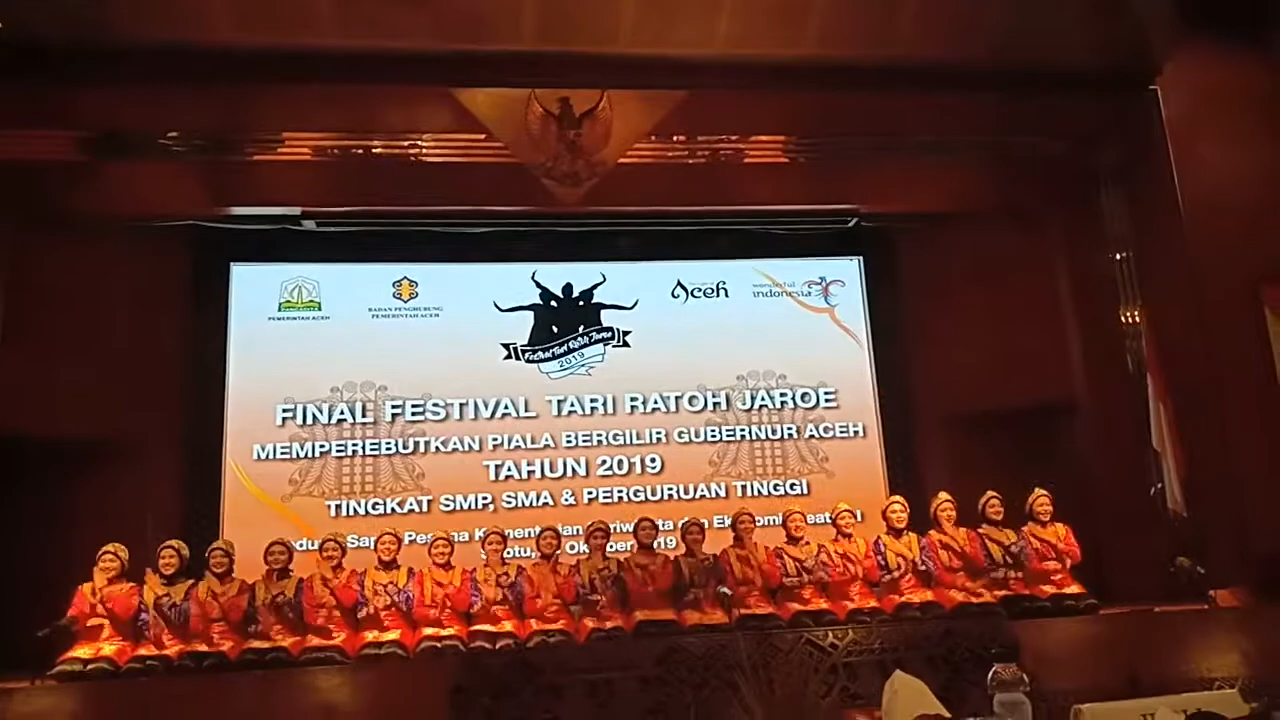 PANCACITA
PEMERINTAH ACEH
BADAN PENGHUBUNG
PEMERINTAH ACEH
Festival Tari Ratoh Jaroe
2019
Aceh
wonderful
indonesia
FINAL FESTIVAL TARI RATOH JAROE
MEMPEREBUTKAN PIALA BERGILIR GUBERNUR ACEH
TAHUN 2019
TINGKAT SMP, SMA & PERGURUAN TINGGI